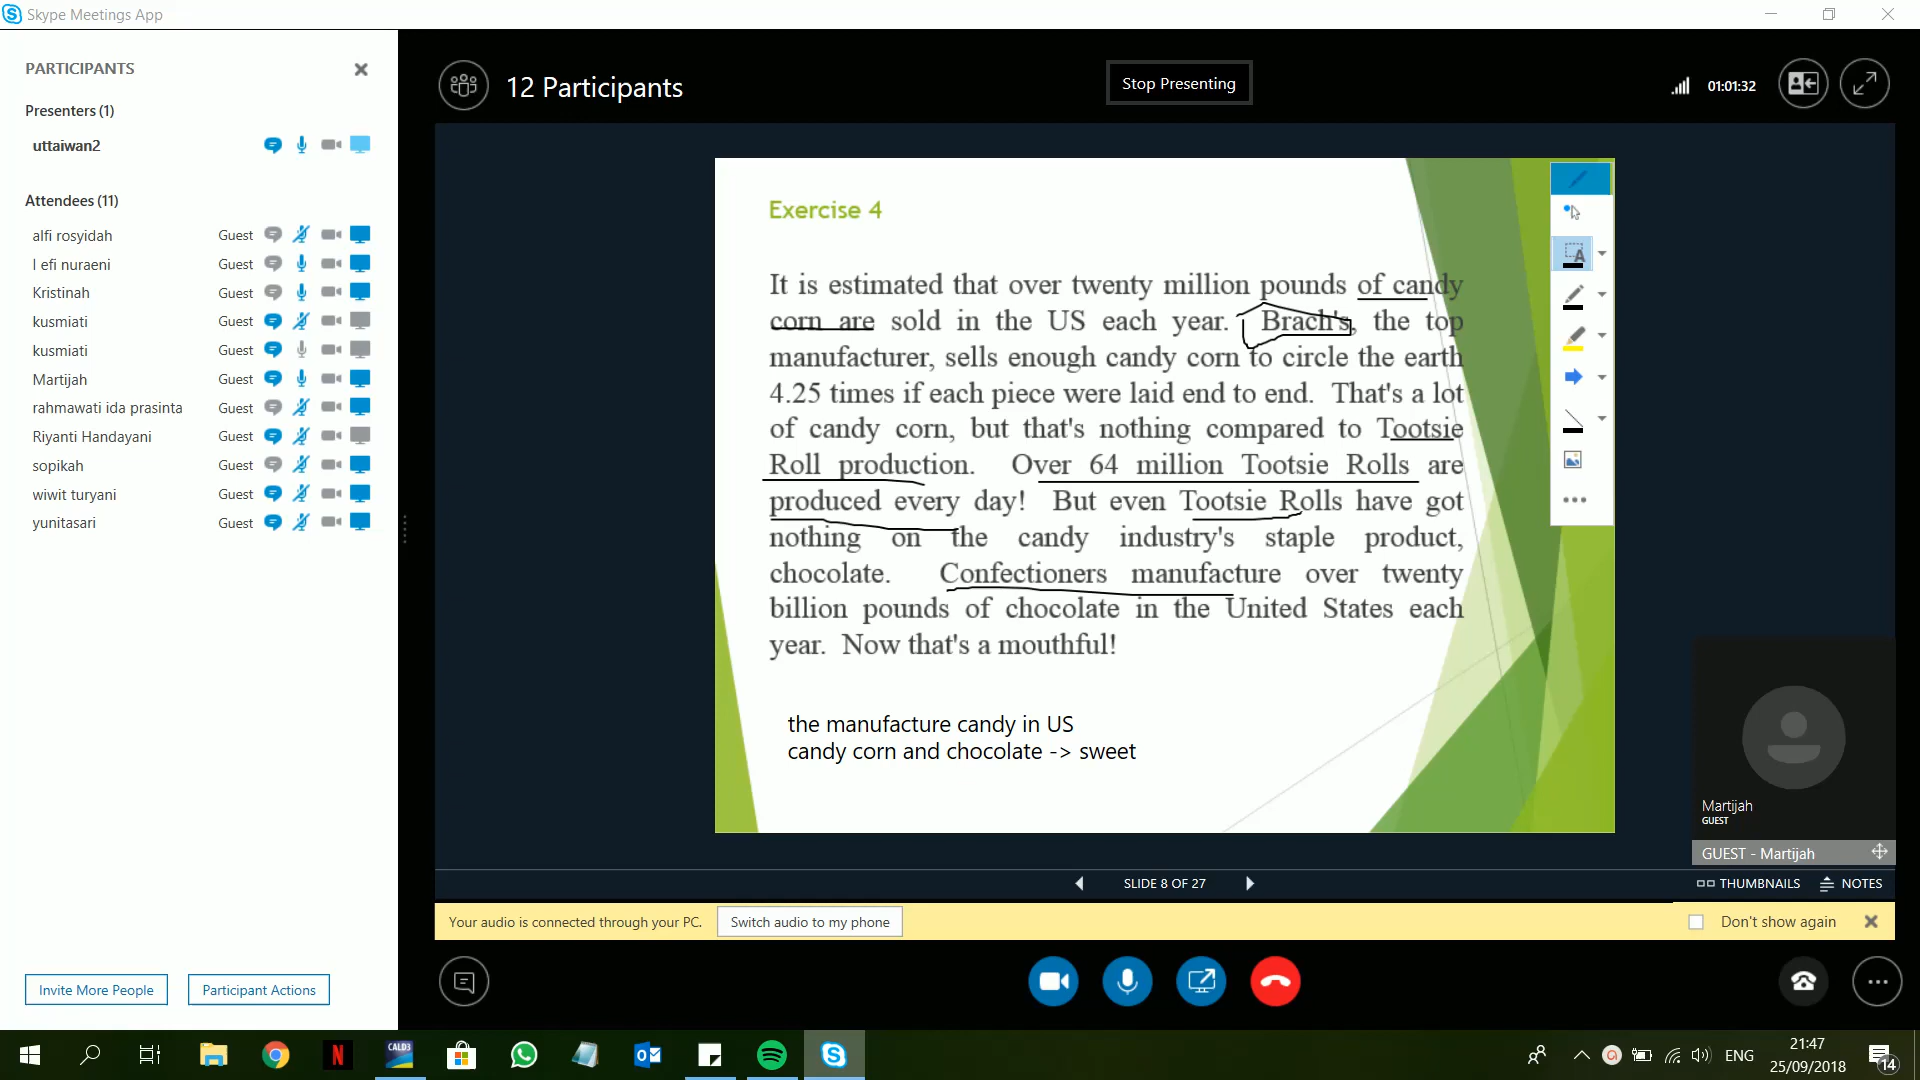 Skype Meetings App
PARTICIPANTS
Presenters (1)
uttaiwan2
Attendees (11)
alfi rosyidah Guest
I efi nuraeni Guest
Kristinah Guest
kusmiati Guest
kusmiati Guest
Martijah Guest
rahmawati ida prasinta Guest
Riyanti Handayani Guest
sopikah Guest
wiwit turyani Guest
yunitasari Guest
Invite More People
Participant Actions
12 Participants
Stop Presenting
01:01:32
Exercise 4
It is estimated that over twenty million pounds of candy
corn are sold in the US each year. Brach's, the top
manufacturer, sells enough candy corn to circle the earth
4.25 times if each piece were laid end to end. That's a lot
of candy corn, but that's nothing compared to Tootsie
Roll production. Over 64 million Tootsie Rolls are
produced every day! But even Tootsie Rolls have got
nothing on the candy industry's staple product,
chocolate. Confectioners manufacture over twenty
billion pounds of chocolate in the United States each
year. Now that's a mouthful!
the manufacture candy in US
candy corn and chocolate -> sweet
A
Martijah
GUEST
GUEST - Martijah
SLIDE 8 OF 27
THUMBNAILS
NOTES
Your audio is connected through your PC.
Switch audio to my phone
Don't show again
N
CALD3
ENG
21:47
25/09/2018
14